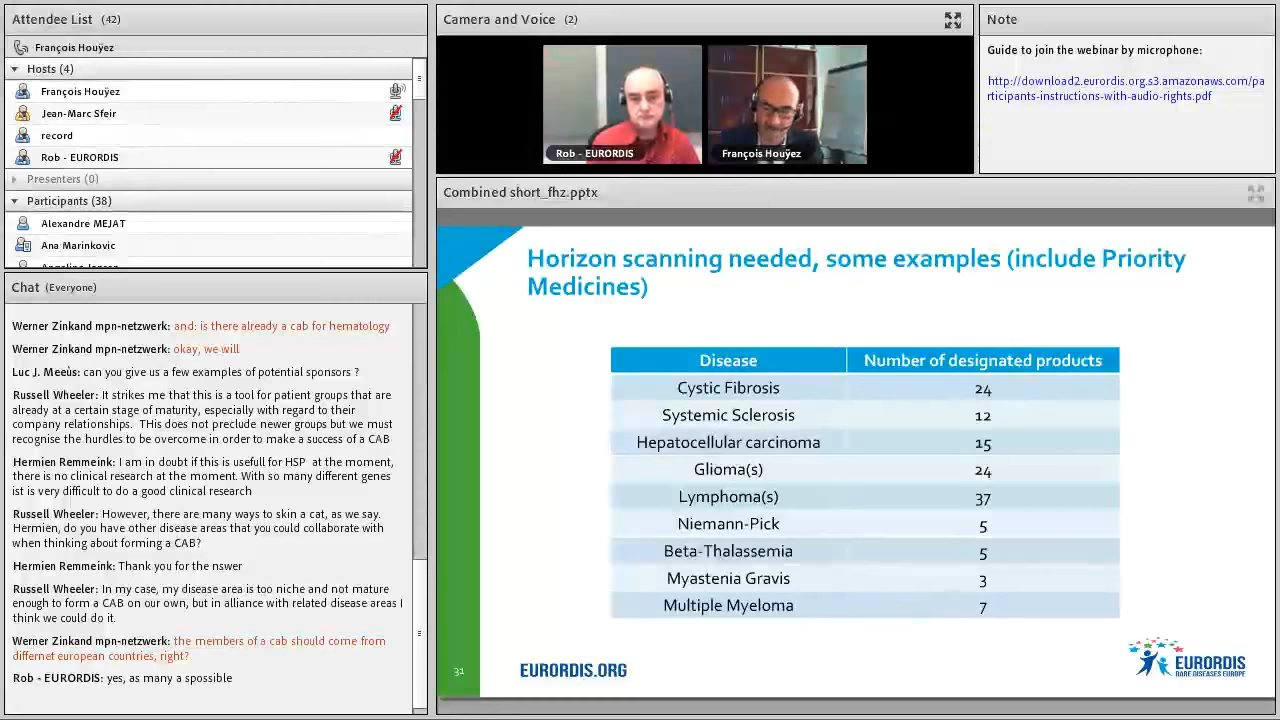 Attendee List (42)
François Houÿez
Hosts (4)
François Houÿez
Jean-Marc Sfeir
record
Rob - EURORDIS
Presenters (0)
Participants (38)
Alexandre MEJAT
Ana Marinkovic
Chat (Everyone)
Werner Zinkand mpn-netzwerk: and: is there already a cab for hematology
Werner Zinkand mpn-netzwerk: okay, we will
Luc J. Meeùs: can you give us a few examples of potential sponsors ?
Russell Wheeler: It strikes me that this is a tool for patient groups that are
already at a certain stage of maturity, especially with regard to their
company relationships.  This does not preclude newer groups but we must
recognise the hurdles to be overcome in order to make a success of a CAB
Hermien Remmeink: I am in doubt if this is usefull for HSP  at the moment,
there is no clinical research at the moment. With so many different genes
ist is very difficult to do a good clinical research
Russell Wheeler: However, there are many ways to skin a cat, as we say.
Hermien, do you have other disease areas that you could collaborate with
when thinking about forming a CAB?
Hermien Remmeink: Thank you for the nswer
Russell Wheeler: In my case, my disease area is too niche and not mature
enough to form a CAB on our own, but in alliance with related disease areas I
think we could do it.
Werner Zinkand mpn-netzwerk: the members of a cab should come from
differnet european countries, right?
Rob - EURORDIS: yes, as many a spossible
Camera and Voice (2)
Rob - EURORDIS
François Houÿez
Note
Guide to join the webinar by microphone:
http://download2.eurordis.org.s3.amazonaws.com/pa
rticipants-instructions-with-audio-rights.pdf
Combined short_fhz.pptx
Horizon scanning needed, some examples (include Priority
Medicines)
Disease Number of designated products
Cystic Fibrosis 24
Systemic Sclerosis 12
Hepatocellular carcinoma 15
Glioma(s) 24
Lymphoma(s) 37
Niemann-Pick 5
Beta-Thalassemia 5
Myastenia Gravis 3
Multiple Myeloma 7
31
EURORDIS.ORG
EURORDIS
RARE DISEASES EUROPE